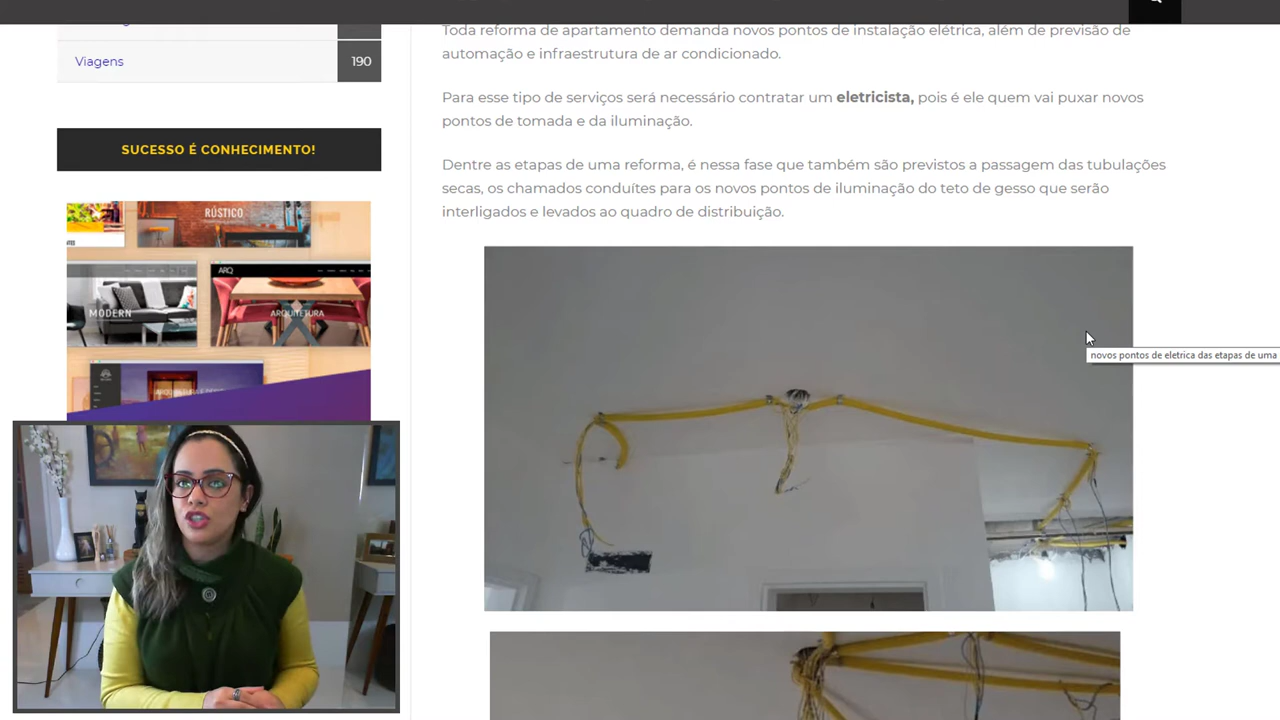 Viagens 190
SUCESSO É CONHECIMENTO!
RÚSTICO
ARQ
MODERN
ARQUITETURA
Toda reforma de apartamento demanda novos pontos de instalação elétrica, além de previsão de
automação e infraestrutura de ar condicionado.
Para esse tipo de serviços será necessário contratar um eletricista, pois é ele quem vai puxar novos
pontos de tomada e da iluminação.
Dentre as etapas de uma reforma, é nessa fase que também são previstos a passagem das tubulações
secas, os chamados conduítes para os novos pontos de iluminação do teto de gesso que serão
interligados e levados ao quadro de distribuição.
novos pontos de eletrica das etapas de uma